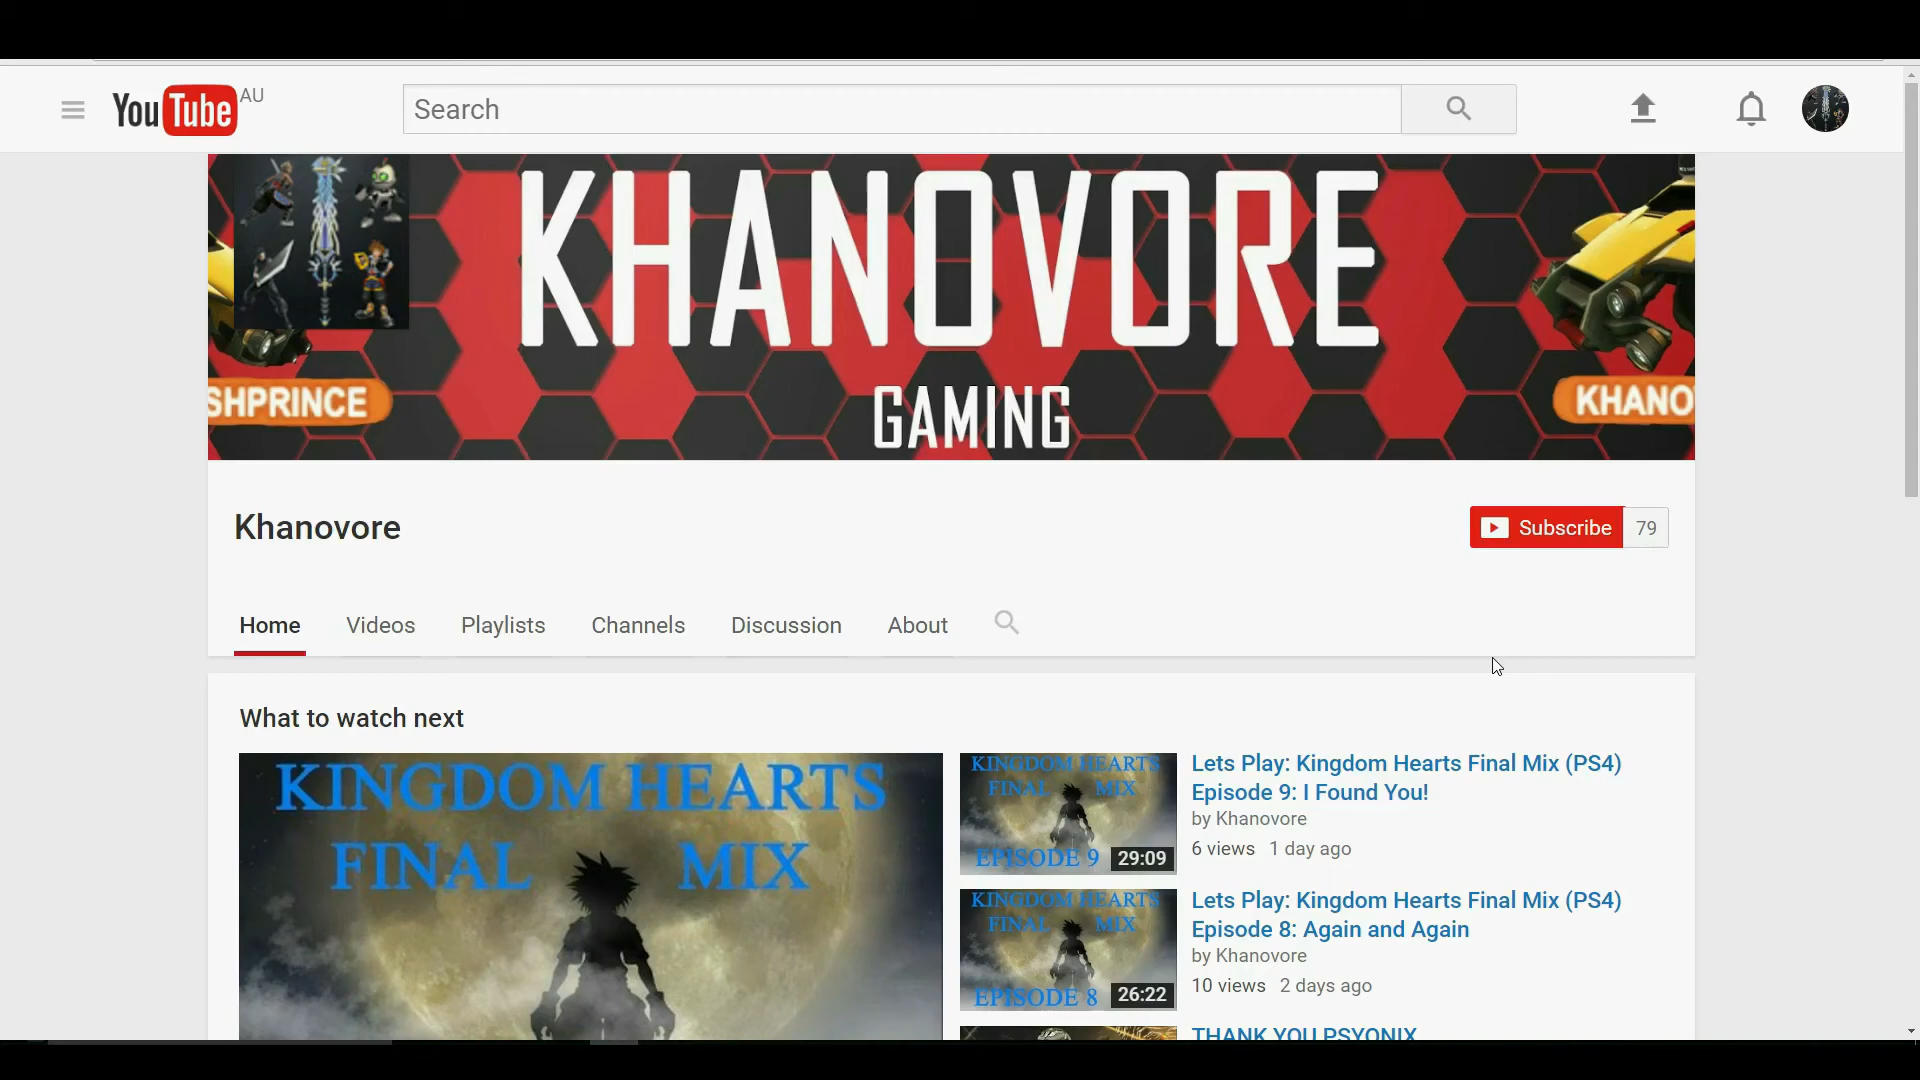 YouTube AU
Search
KHANOVORE
GAMING
SHPRINCE
KHANO
Khanovore
Subscribe 79
Home Videos Playlists Channels Discussion About
What to watch next
KINGDOM HEARTS
FINAL MIX
KINGDOM HEARTS
FINAL MIX
EPISODE 9 29:09
Lets Play: Kingdom Hearts Final Mix (PS4)
Episode 9: I Found You!
by Khanovore
6 views 1 day ago
KINGDOM HEARTS
FINAL MIX
EPISODE 8 26:22
Lets Play: Kingdom Hearts Final Mix (PS4)
Episode 8: Again and Again
by Khanovore
10 views 2 days ago
THANK YOU PSYONIX